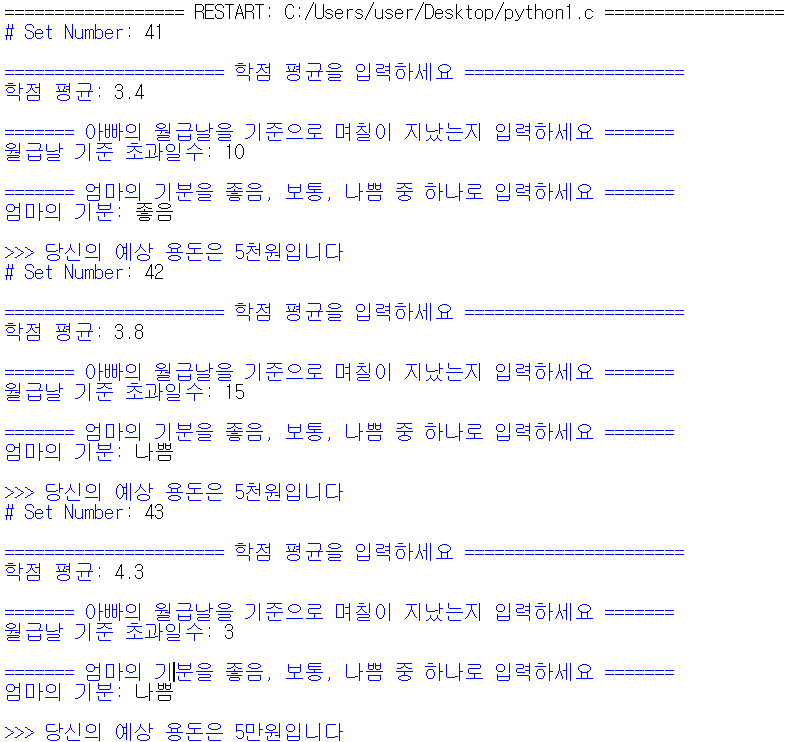 ================== RESTART: C:/Users/user/Desktop/python1.c ==================
# Set Number: 41
====================== 학점 평균을 입력하세요 ======================
학점 평균: 3.4
======= 아빠의 월급날을 기준으로 며칠이 지났는지 입력하세요 =======
월급날 기준 초과일수: 10
======= 엄마의 기분을 좋음, 보통, 나쁨 중 하나로 입력하세요 =======
엄마의 기분: 좋음
>>> 당신의 예상 용돈은 5천원입니다
# Set Number: 42
====================== 학점 평균을 입력하세요 ======================
학점 평균: 3.8
======= 아빠의 월급날을 기준으로 며칠이 지났는지 입력하세요 =======
월급날 기준 초과일수: 15
======= 엄마의 기분을 좋음, 보통, 나쁨 중 하나로 입력하세요 =======
엄마의 기분: 나쁨
>>> 당신의 예상 용돈은 5천원입니다
# Set Number: 43
====================== 학점 평균을 입력하세요 ======================
학점 평균: 4.3
======= 아빠의 월급날을 기준으로 며칠이 지났는지 입력하세요 =======
월급날 기준 초과일수: 3
======= 엄마의 기분을 좋음, 보통, 나쁨 중 하나로 입력하세요 =======
엄마의 기분: 나쁨
>>> 당신의 예상 용돈은 5만원입니다